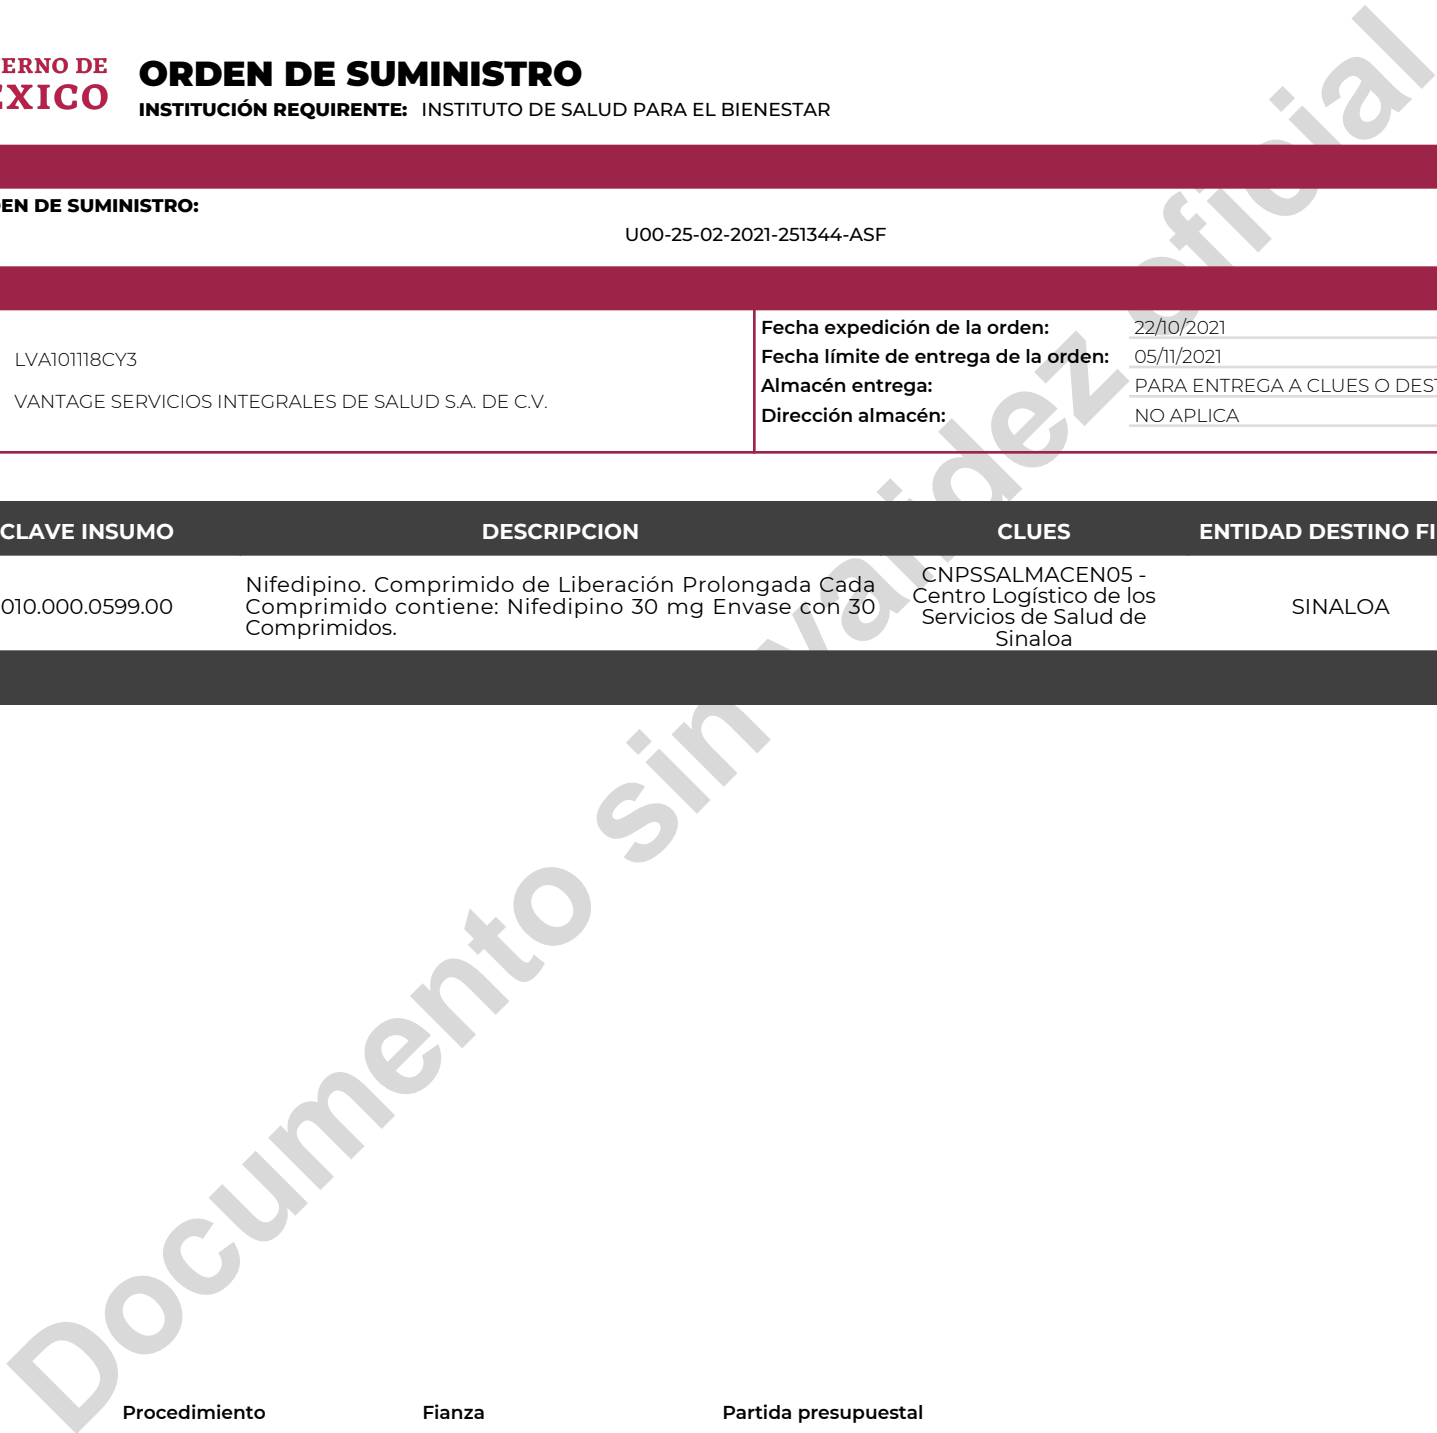 ERNO DE
ORDEN DE SUMINISTRO
INSTITUCIÓN REQUIRENTE: INSTITUTO DE SALUD PARA EL BIENESTAR
EN DE SUMINISTRO:
U00-25-02-2021-251344-ASF
LVA101118CY3
VANTAGE SERVICIOS INTEGRALES DE SALUD S.A. DE C.V.
Fecha expedición de la orden: 22/10/2021
Fecha límite de entrega de la orden: 05/11/2021
Almacén entrega: PARA ENTREGA A CLUES O DEST
Dirección almacén: NO APLICA
CLAVE INSUMO DESCRIPCION CLUES ENTIDAD DESTINO FI
010.000.0599.00
Nifedipino. Comprimido de Liberación Prolongada Cada
Comprimido contiene: Nifedipino 30 mg Envase con 30
Comprimidos.
CNPSSALMACEN05 -
Centro Logístico de los
Servicios de Salud de
Sinaloa
SINALOA
Documento sin validez oficial
Procedimiento Fianza Partida presupuestal